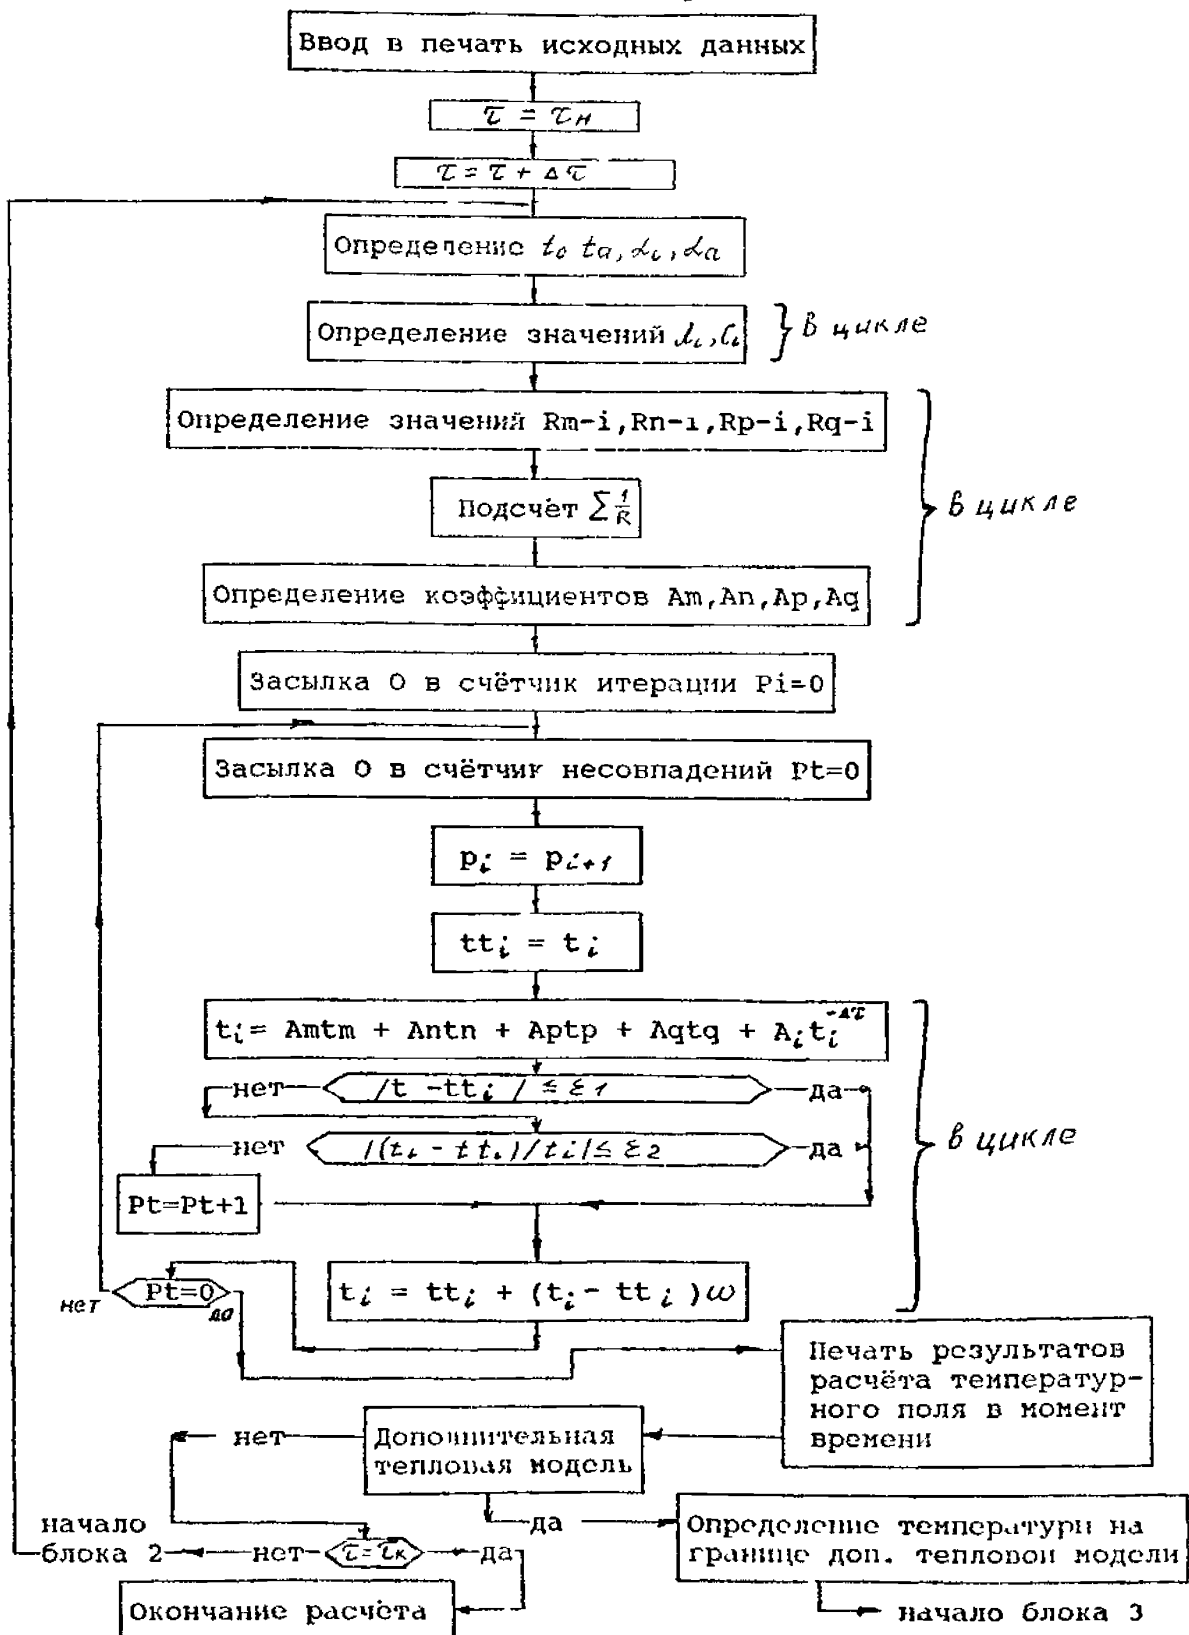 Ввод в печать исходных данных
τ = τн
τ = τ + Δτ
Определение to ta, αi, αa
Определение значений λi, Ci
} в цикле
Определение значений Rm-i,Rn-i,Rp-i,Rq-i
Подсчёт ∑ 1/R
} в цикле
Определение коэффициентов Am,An,Ap,Aq
Засылка 0 в счётчик итерации Pi=0
Засылка 0 в счётчик несовпадений Pt=0
pi = pi+1
tti = ti
ti = Amtm + Antn + Aptp + Aqtq + Aiti^-Δτ
нет /t -tti / ≤ ε1 да
нет /(ti - tti)/ti/ ≤ ε2 да
} в цикле
Pt=Pt+1
нет Pt=0 да
ti = tti + (ti- tti )ω
Печать результатов
расчёта температур-
ного поля в момент
времени
нет
Дополнительная
тепловая модель
да
начало
блока 2
нет τ=τк да
Определение температури на
границе доп. тепловой модели
Окончание расчёта
начало блока 3